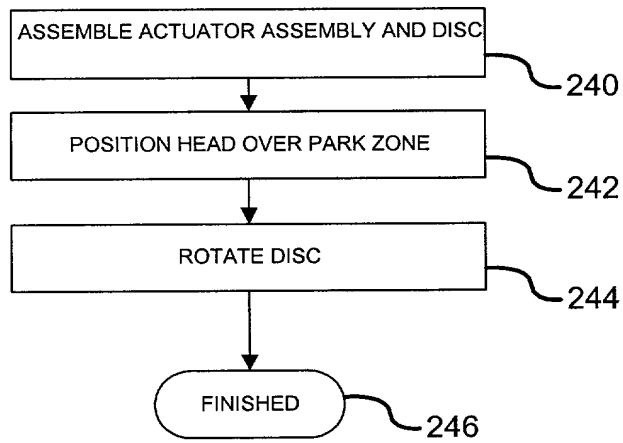 ASSEMBLE ACTUATOR ASSEMBLY AND DISC
240
POSITION HEAD OVER PARK ZONE
242
ROTATE DISC
244
FINISHED
246